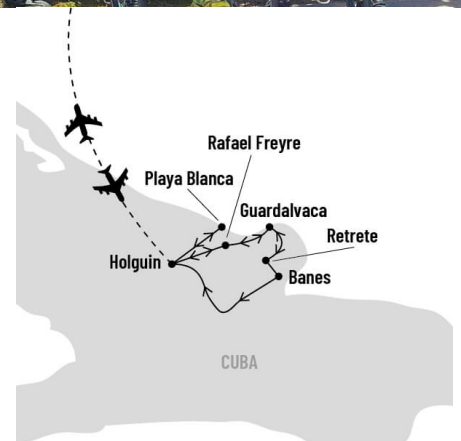 Rafael Freyre
Playa Blanca
Guardalvaca
Retrete
Holguin
Banes
CUBA